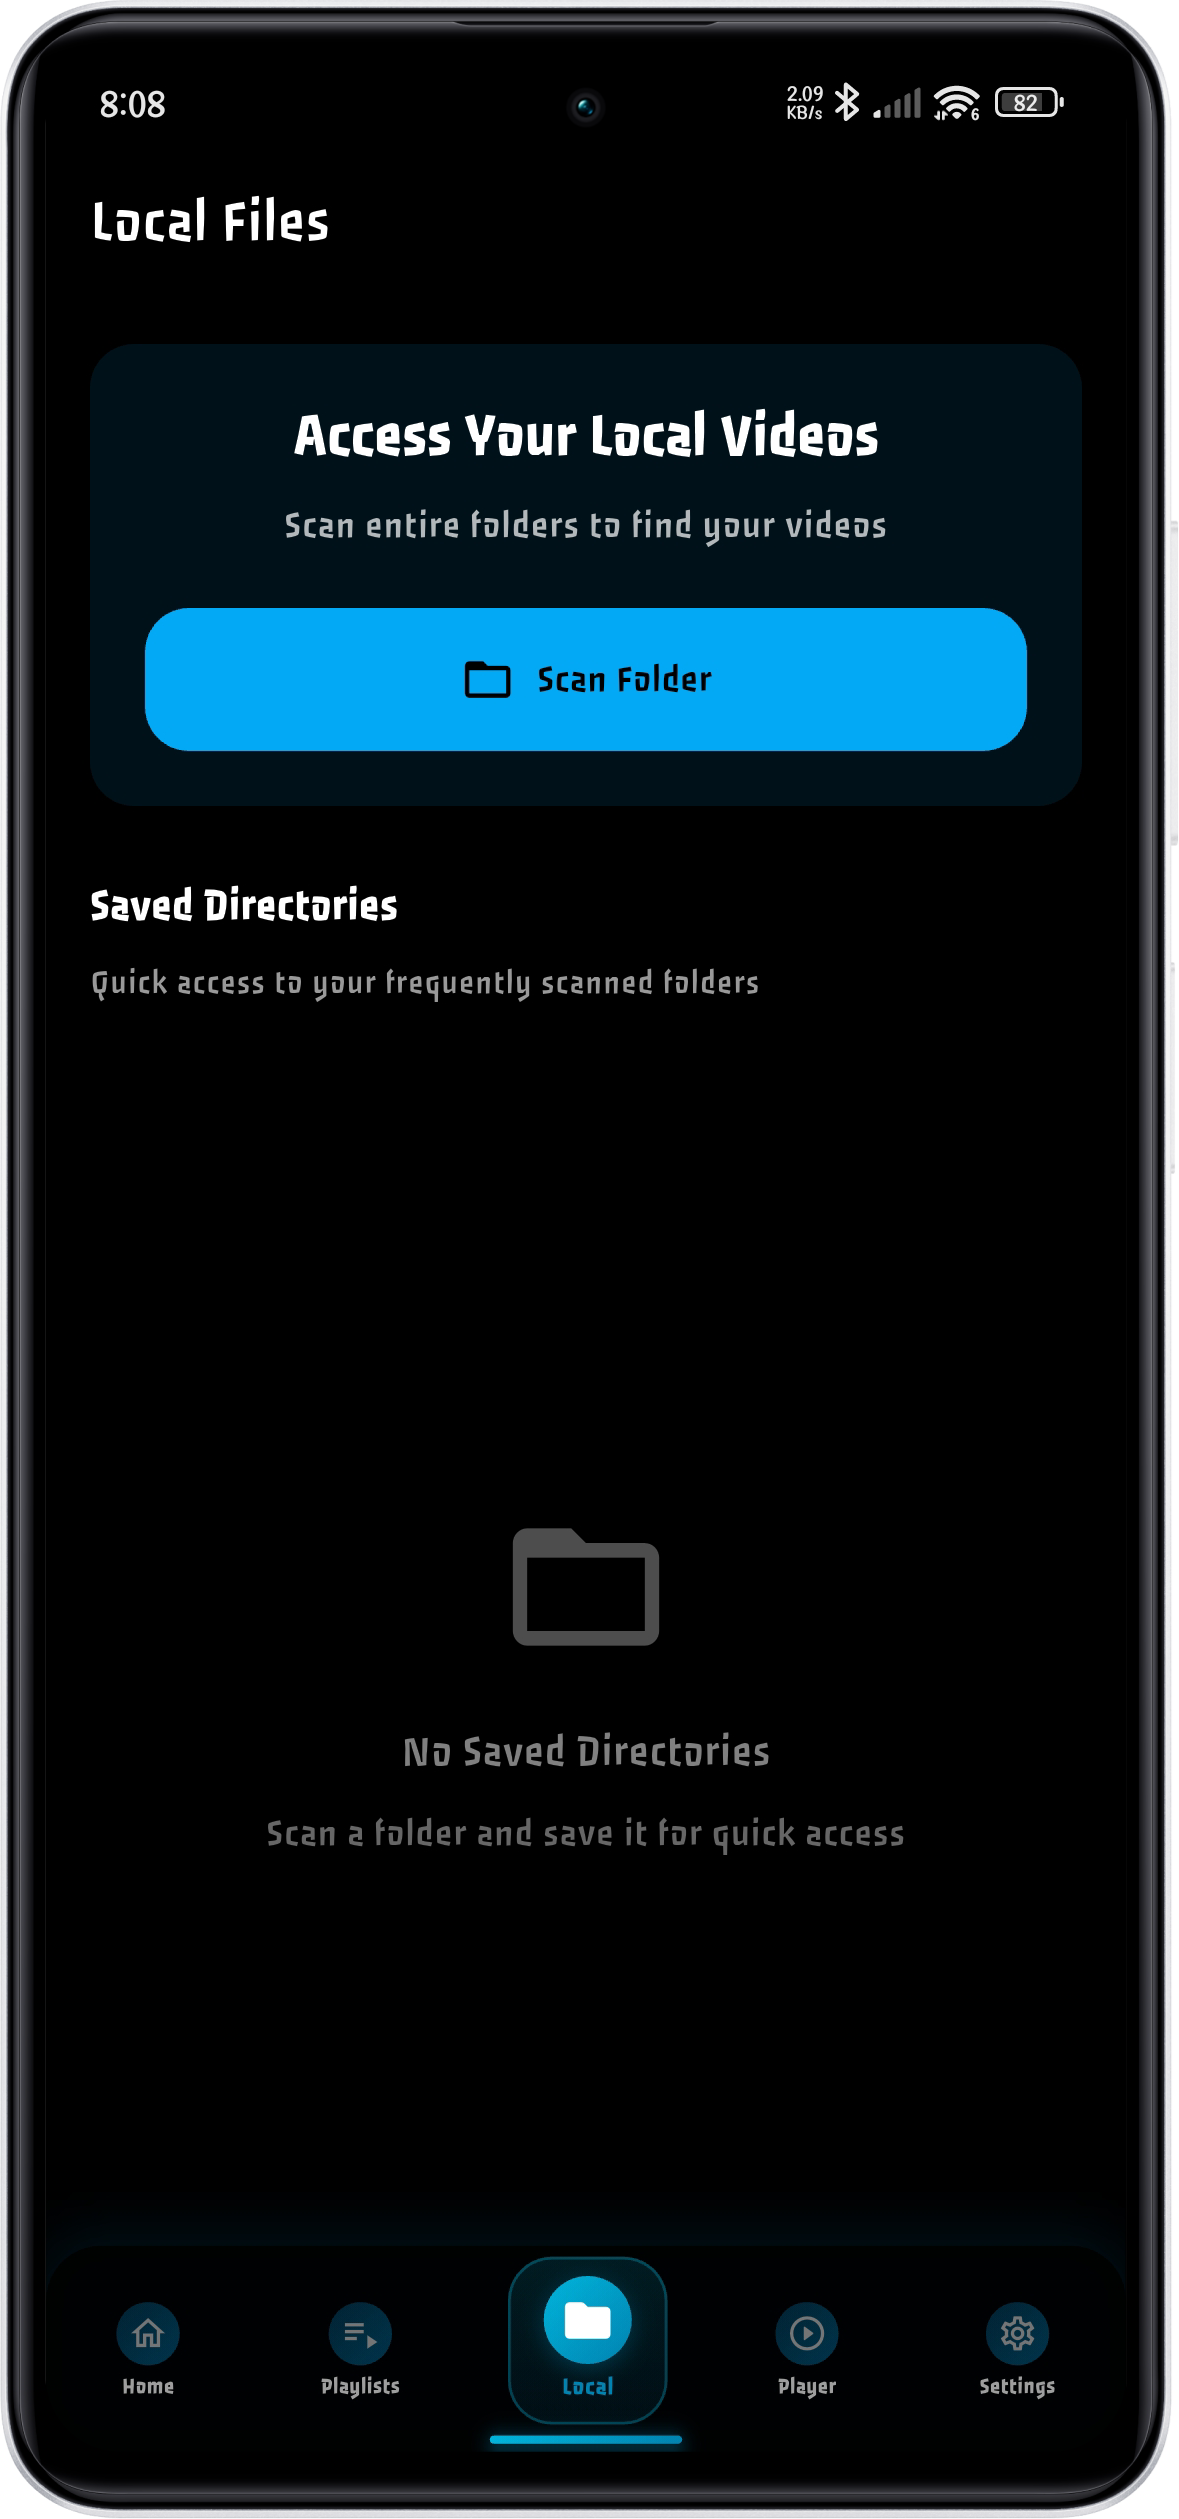 8:08
2.09
KB/s
6
82
Local Files
Access Your Local Videos
Scan entire folders to find your videos
Scan Folder
Saved Directories
Quick access to your frequently scanned folders
No Saved Directories
Scan a folder and save it for quick access
Home
Playlists
Local
Player
Settings